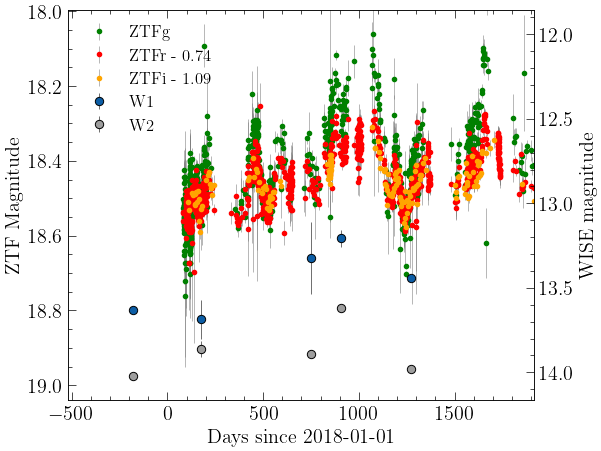 18.0
18.2
18.4
18.6
18.8
19.0
ZTF Magnitude
ZTFg
ZTFr - 0.74
ZTFi - 1.09
W1
W2
12.0
12.5
13.0
13.5
14.0
WISE magnitude
−500
0
500
1000
1500
Days since 2018-01-01